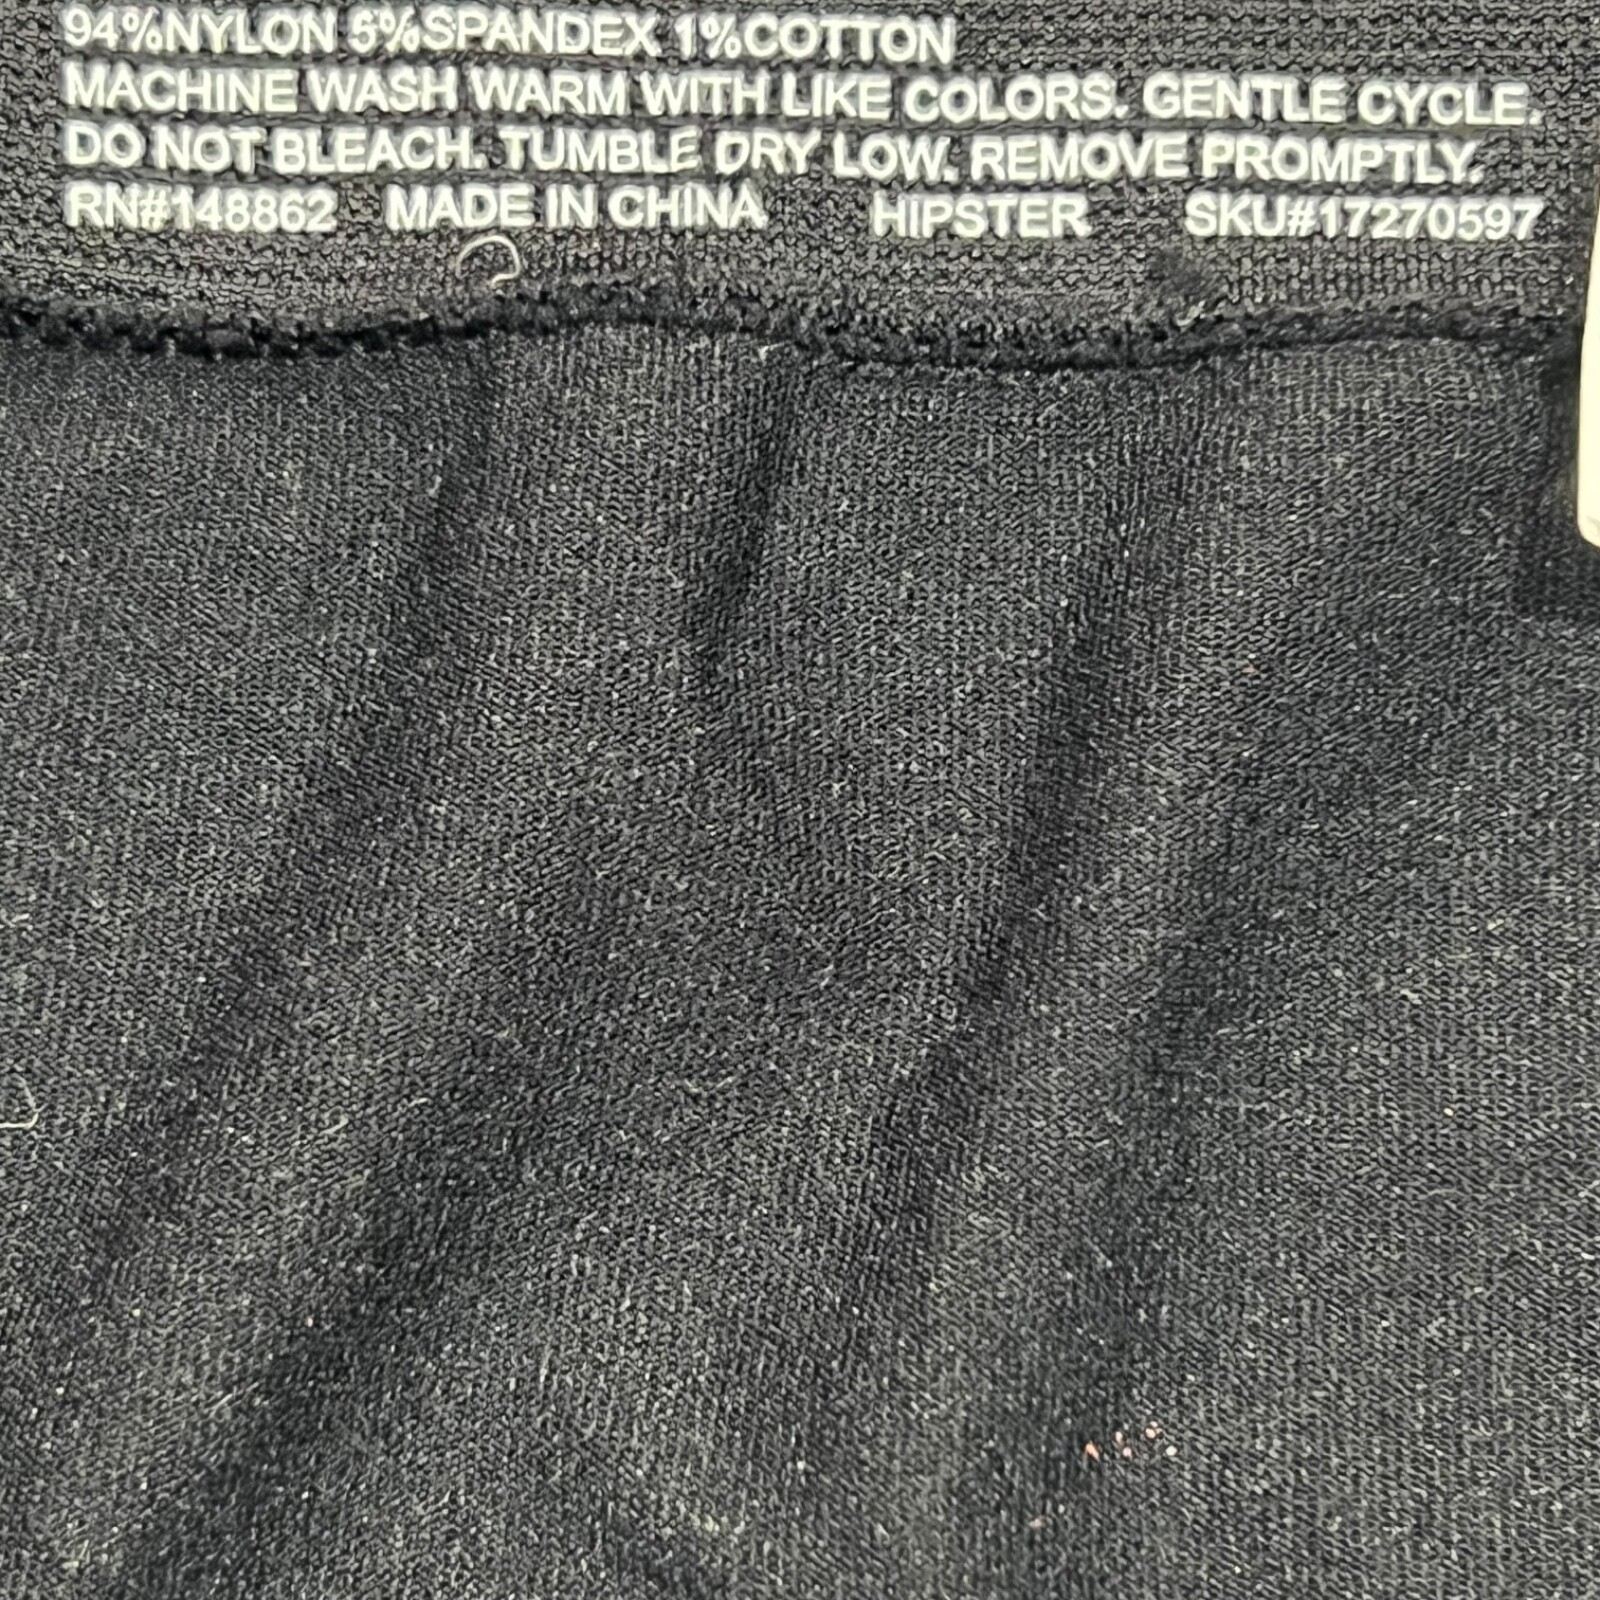 94%NYLON 5%SPANDEX 1%COTTON
MACHINE WASH WARM WITH LIKE COLORS. GENTLE CYCLE.
DO NOT BLEACH. TUMBLE DRY LOW. REMOVE PROMPTLY.
RN#148862 MADE IN CHINA HIPSTER SKU#17270597